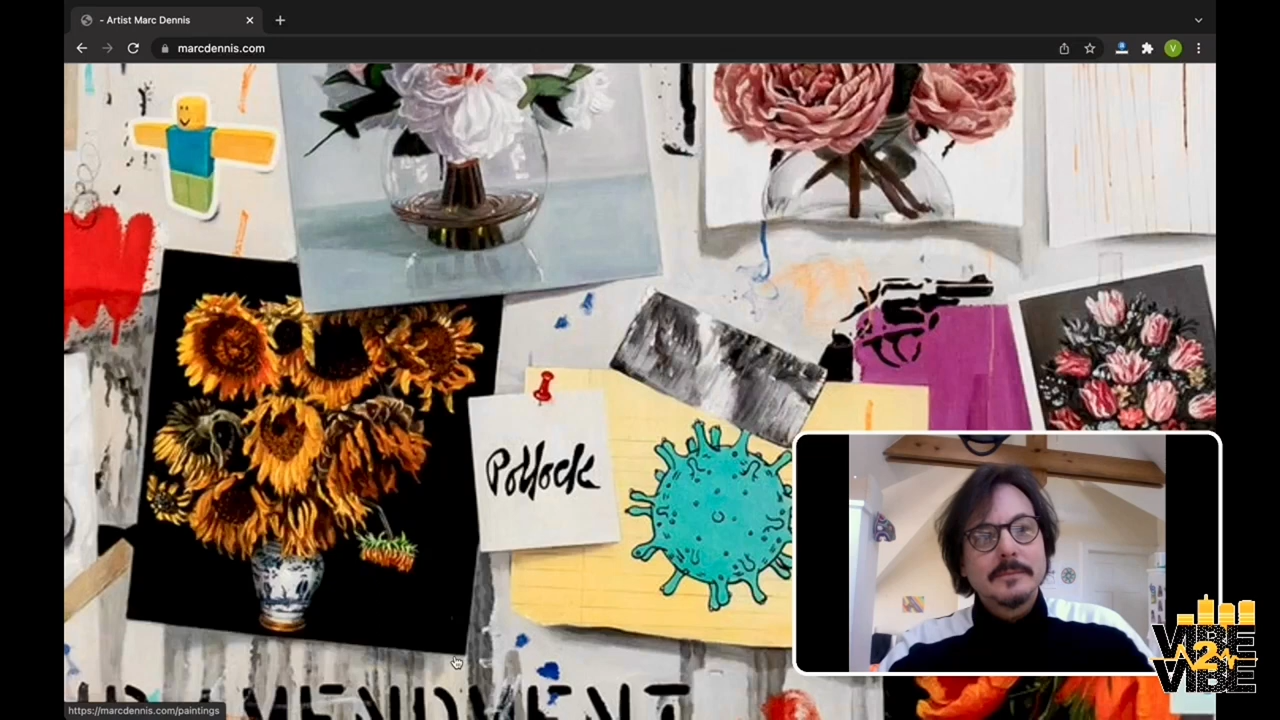 - Artist Marc Dennis
marcdennis.com
V
Pollock
VIBE
2
VIBE
https://marcdennis.com/paintings